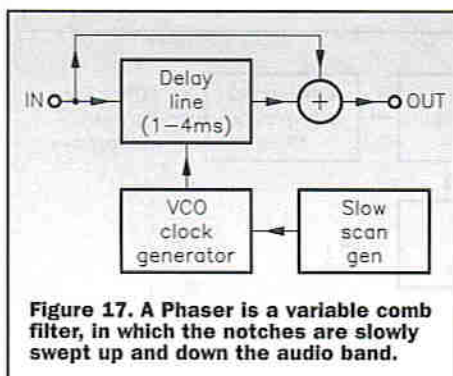 Delay
line
(1-4ms)
IN
+
OUT
VCO
clock
generator
Slow
scan
gen
Figure 17. A Phaser is a variable comb
filter, in which the notches are slowly
swept up and down the audio band.